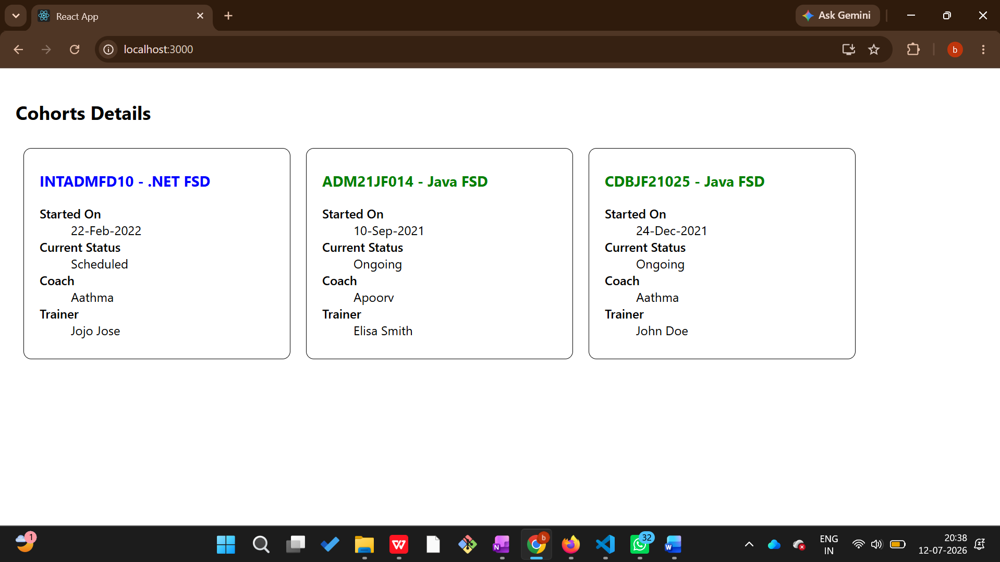 React App
Ask Gemini
localhost:3000
b
Cohorts Details
INTADMFD10 - .NET FSD
Started On
22-Feb-2022
Current Status
Scheduled
Coach
Aathma
Trainer
Jojo Jose
ADM21JF014 - Java FSD
Started On
10-Sep-2021
Current Status
Ongoing
Coach
Apoorv
Trainer
Elisa Smith
CDBJF21025 - Java FSD
Started On
24-Dec-2021
Current Status
Ongoing
Coach
Aathma
Trainer
John Doe
1
W
N
b
32
W
ENG
IN
20:38
12-07-2026